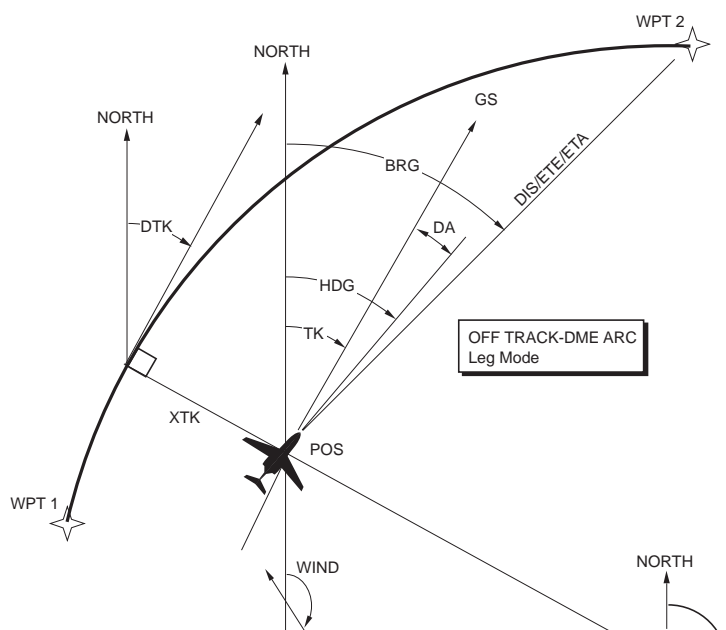 WPT 2
NORTH
GS
NORTH
BRG
DIS/ETE/ETA
DTK
DA
HDG
TK
OFF TRACK-DME ARC
Leg Mode
XTK
POS
WPT 1
NORTH
WIND